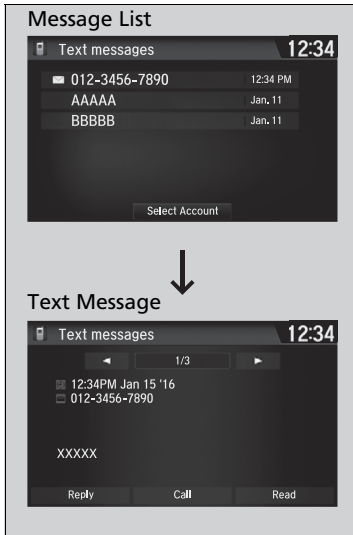 Message List
Text messages 12:34
012-3456-7890 12:34 PM
AAAAA Jan. 11
BBBBB Jan. 11
Select Account
Text Message
Text messages 12:34
1/3
12:34PM Jan 15 '16
012-3456-7890
XXXXX
Reply Call Read